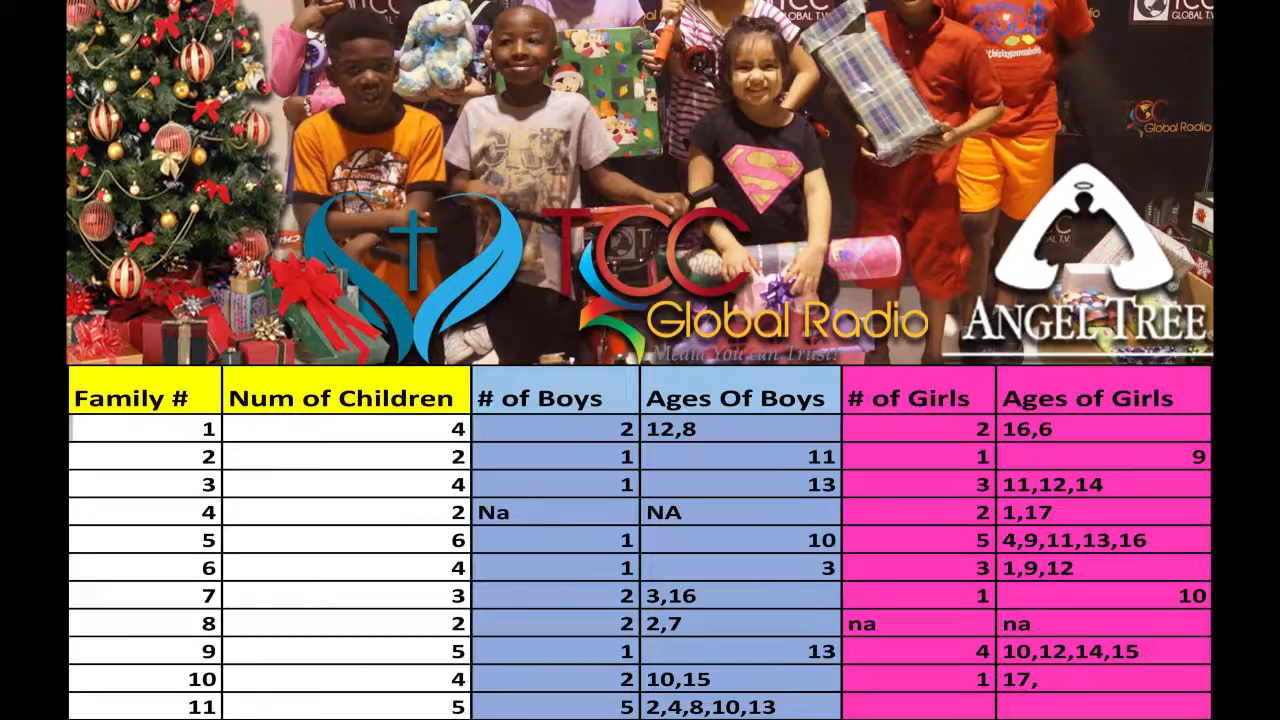 GLOBAL T.V.
GLOBAL T.V.
TCC
Global Radio
TCC
Global Radio
Media You can Trust!
ANGEL TREE
Family # Num of Children # of Boys Ages Of Boys # of Girls Ages of Girls
1 4 2 12,8 2 16,6
2 2 1 11 1 9
3 4 1 13 3 11,12,14
4 2 Na NA 2 1,17
5 6 1 10 5 4,9,11,13,16
6 4 1 3 3 1,9,12
7 3 2 3,16 1 10
8 2 2 2,7 na na
9 5 1 13 4 10,12,14,15
10 4 2 10,15 1 17,
11 5 5 2,4,8,10,13